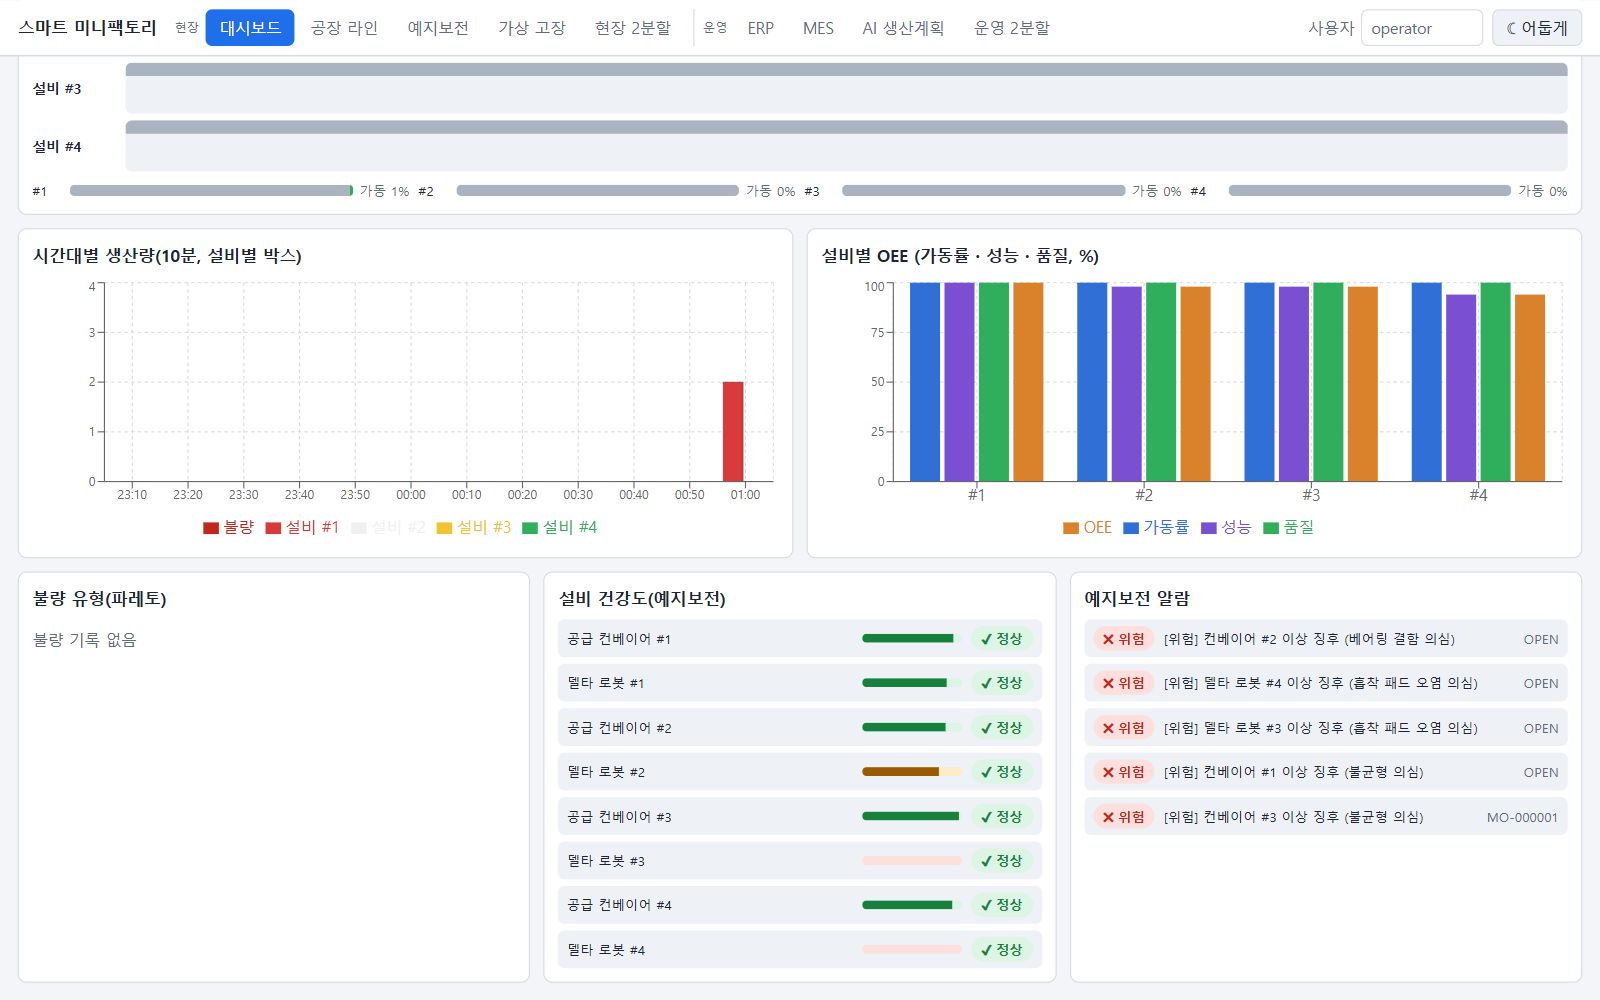 스마트 미니팩토리 현장 대시보드 공장 라인 예지보전 가상 고장 현장 2분할 운영 ERP MES AI 생산계획 운영 2분할 사용자 operator ☾ 어둡게
설비 #3
설비 #4
#1 가동 1% #2 가동 0% #3 가동 0% #4 가동 0%
시간대별 생산량(10분, 설비별 박스)
4
3
2
1
0
23:10 23:20 23:30 23:40 23:50 00:00 00:10 00:20 00:30 00:40 00:50 01:00
불량 설비 #1 설비 #2 설비 #3 설비 #4
설비별 OEE (가동률 · 성능 · 품질, %)
100
75
50
25
0
#1 #2 #3 #4
OEE 가동률 성능 품질
불량 유형(파레토)
불량 기록 없음
설비 건강도(예지보전)
공급 컨베이어 #1 ✓ 정상
델타 로봇 #1 ✓ 정상
공급 컨베이어 #2 ✓ 정상
델타 로봇 #2 ✓ 정상
공급 컨베이어 #3 ✓ 정상
델타 로봇 #3 ✓ 정상
공급 컨베이어 #4 ✓ 정상
델타 로봇 #4 ✓ 정상
예지보전 알람
✕ 위험 [위험] 컨베이어 #2 이상 징후 (베어링 결함 의심) OPEN
✕ 위험 [위험] 델타 로봇 #4 이상 징후 (흡착 패드 오염 의심) OPEN
✕ 위험 [위험] 델타 로봇 #3 이상 징후 (흡착 패드 오염 의심) OPEN
✕ 위험 [위험] 컨베이어 #1 이상 징후 (불균형 의심) OPEN
✕ 위험 [위험] 컨베이어 #3 이상 징후 (불균형 의심) MO-000001